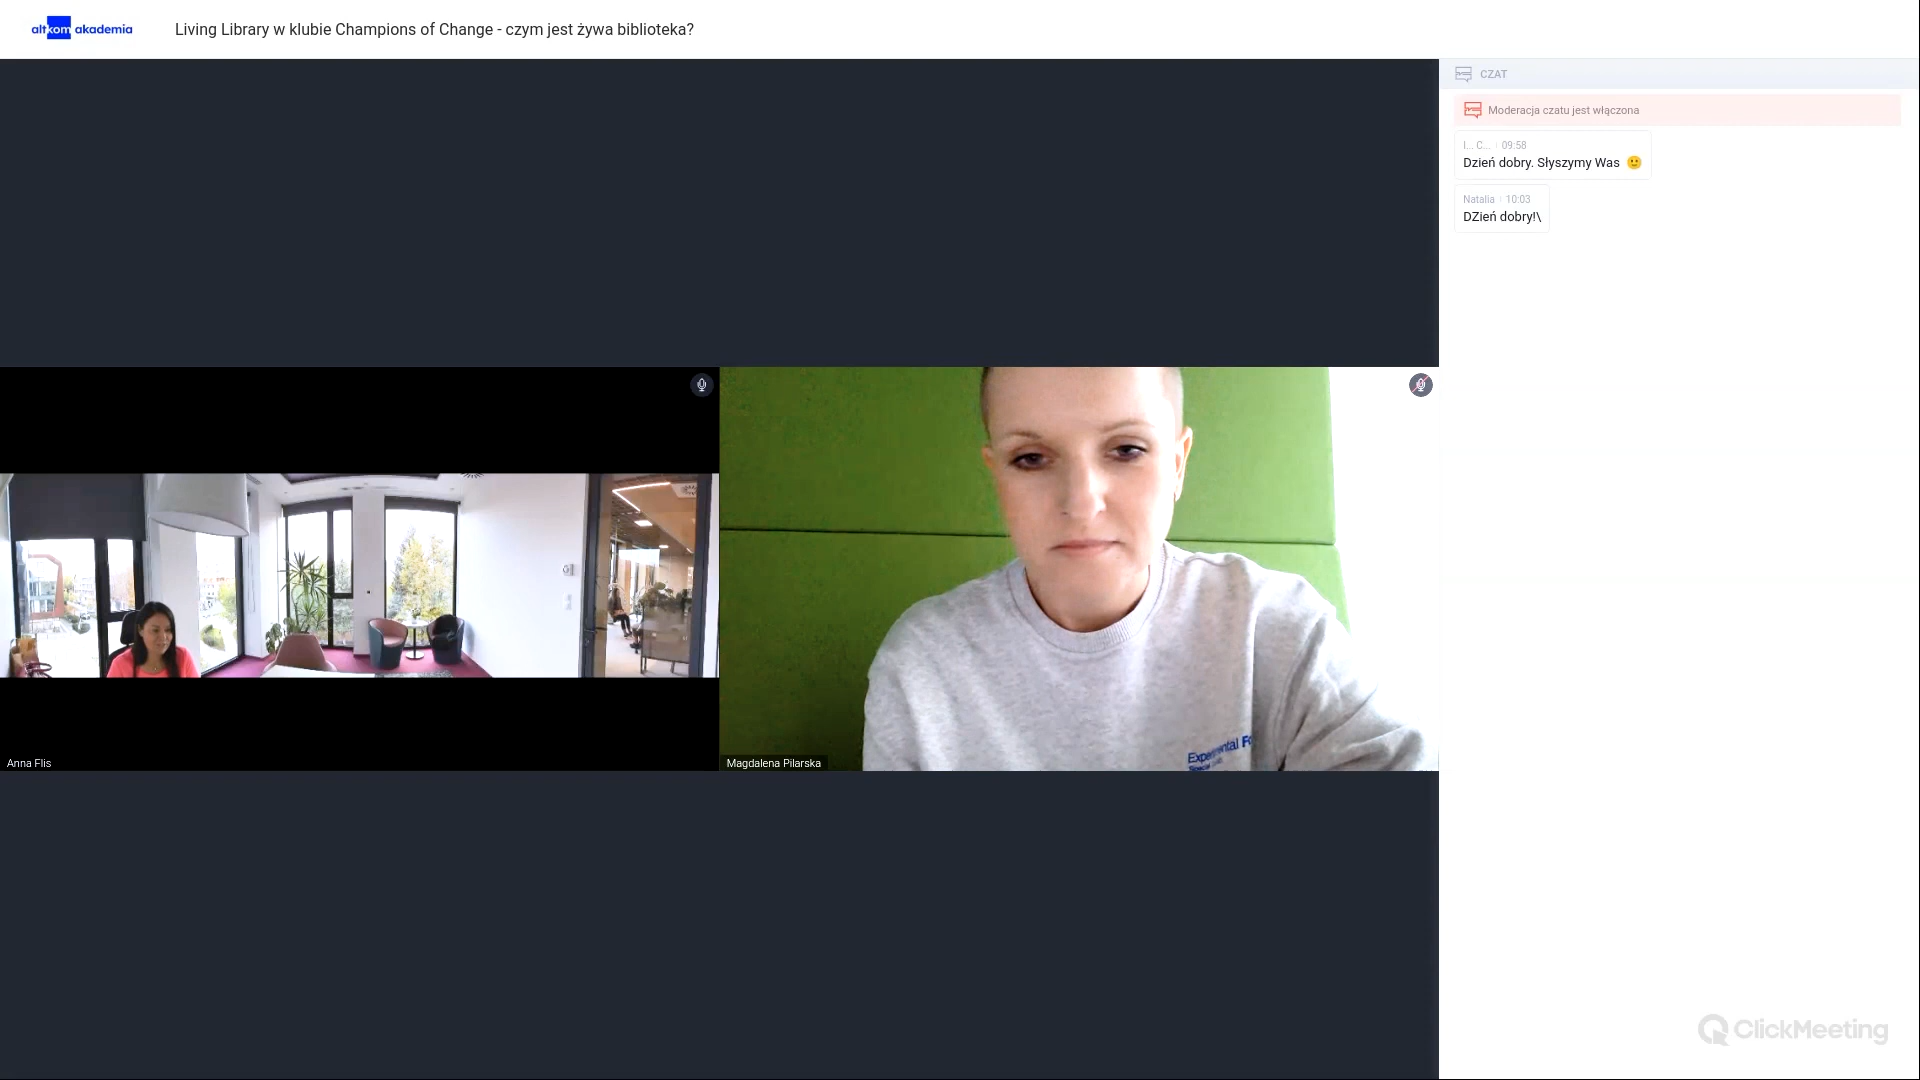 altkom akademia
Living Library w klubie Champions of Change - czym jest żywa biblioteka?
CZAT
Moderacja czatu jest włączona
I... C... 09:58
Dzień dobry. Słyszymy Was 🙂
Natalia 10:03
DZień dobry!\
Anna Flis
Magdalena Pilarska
Experimental
ClickMeeting